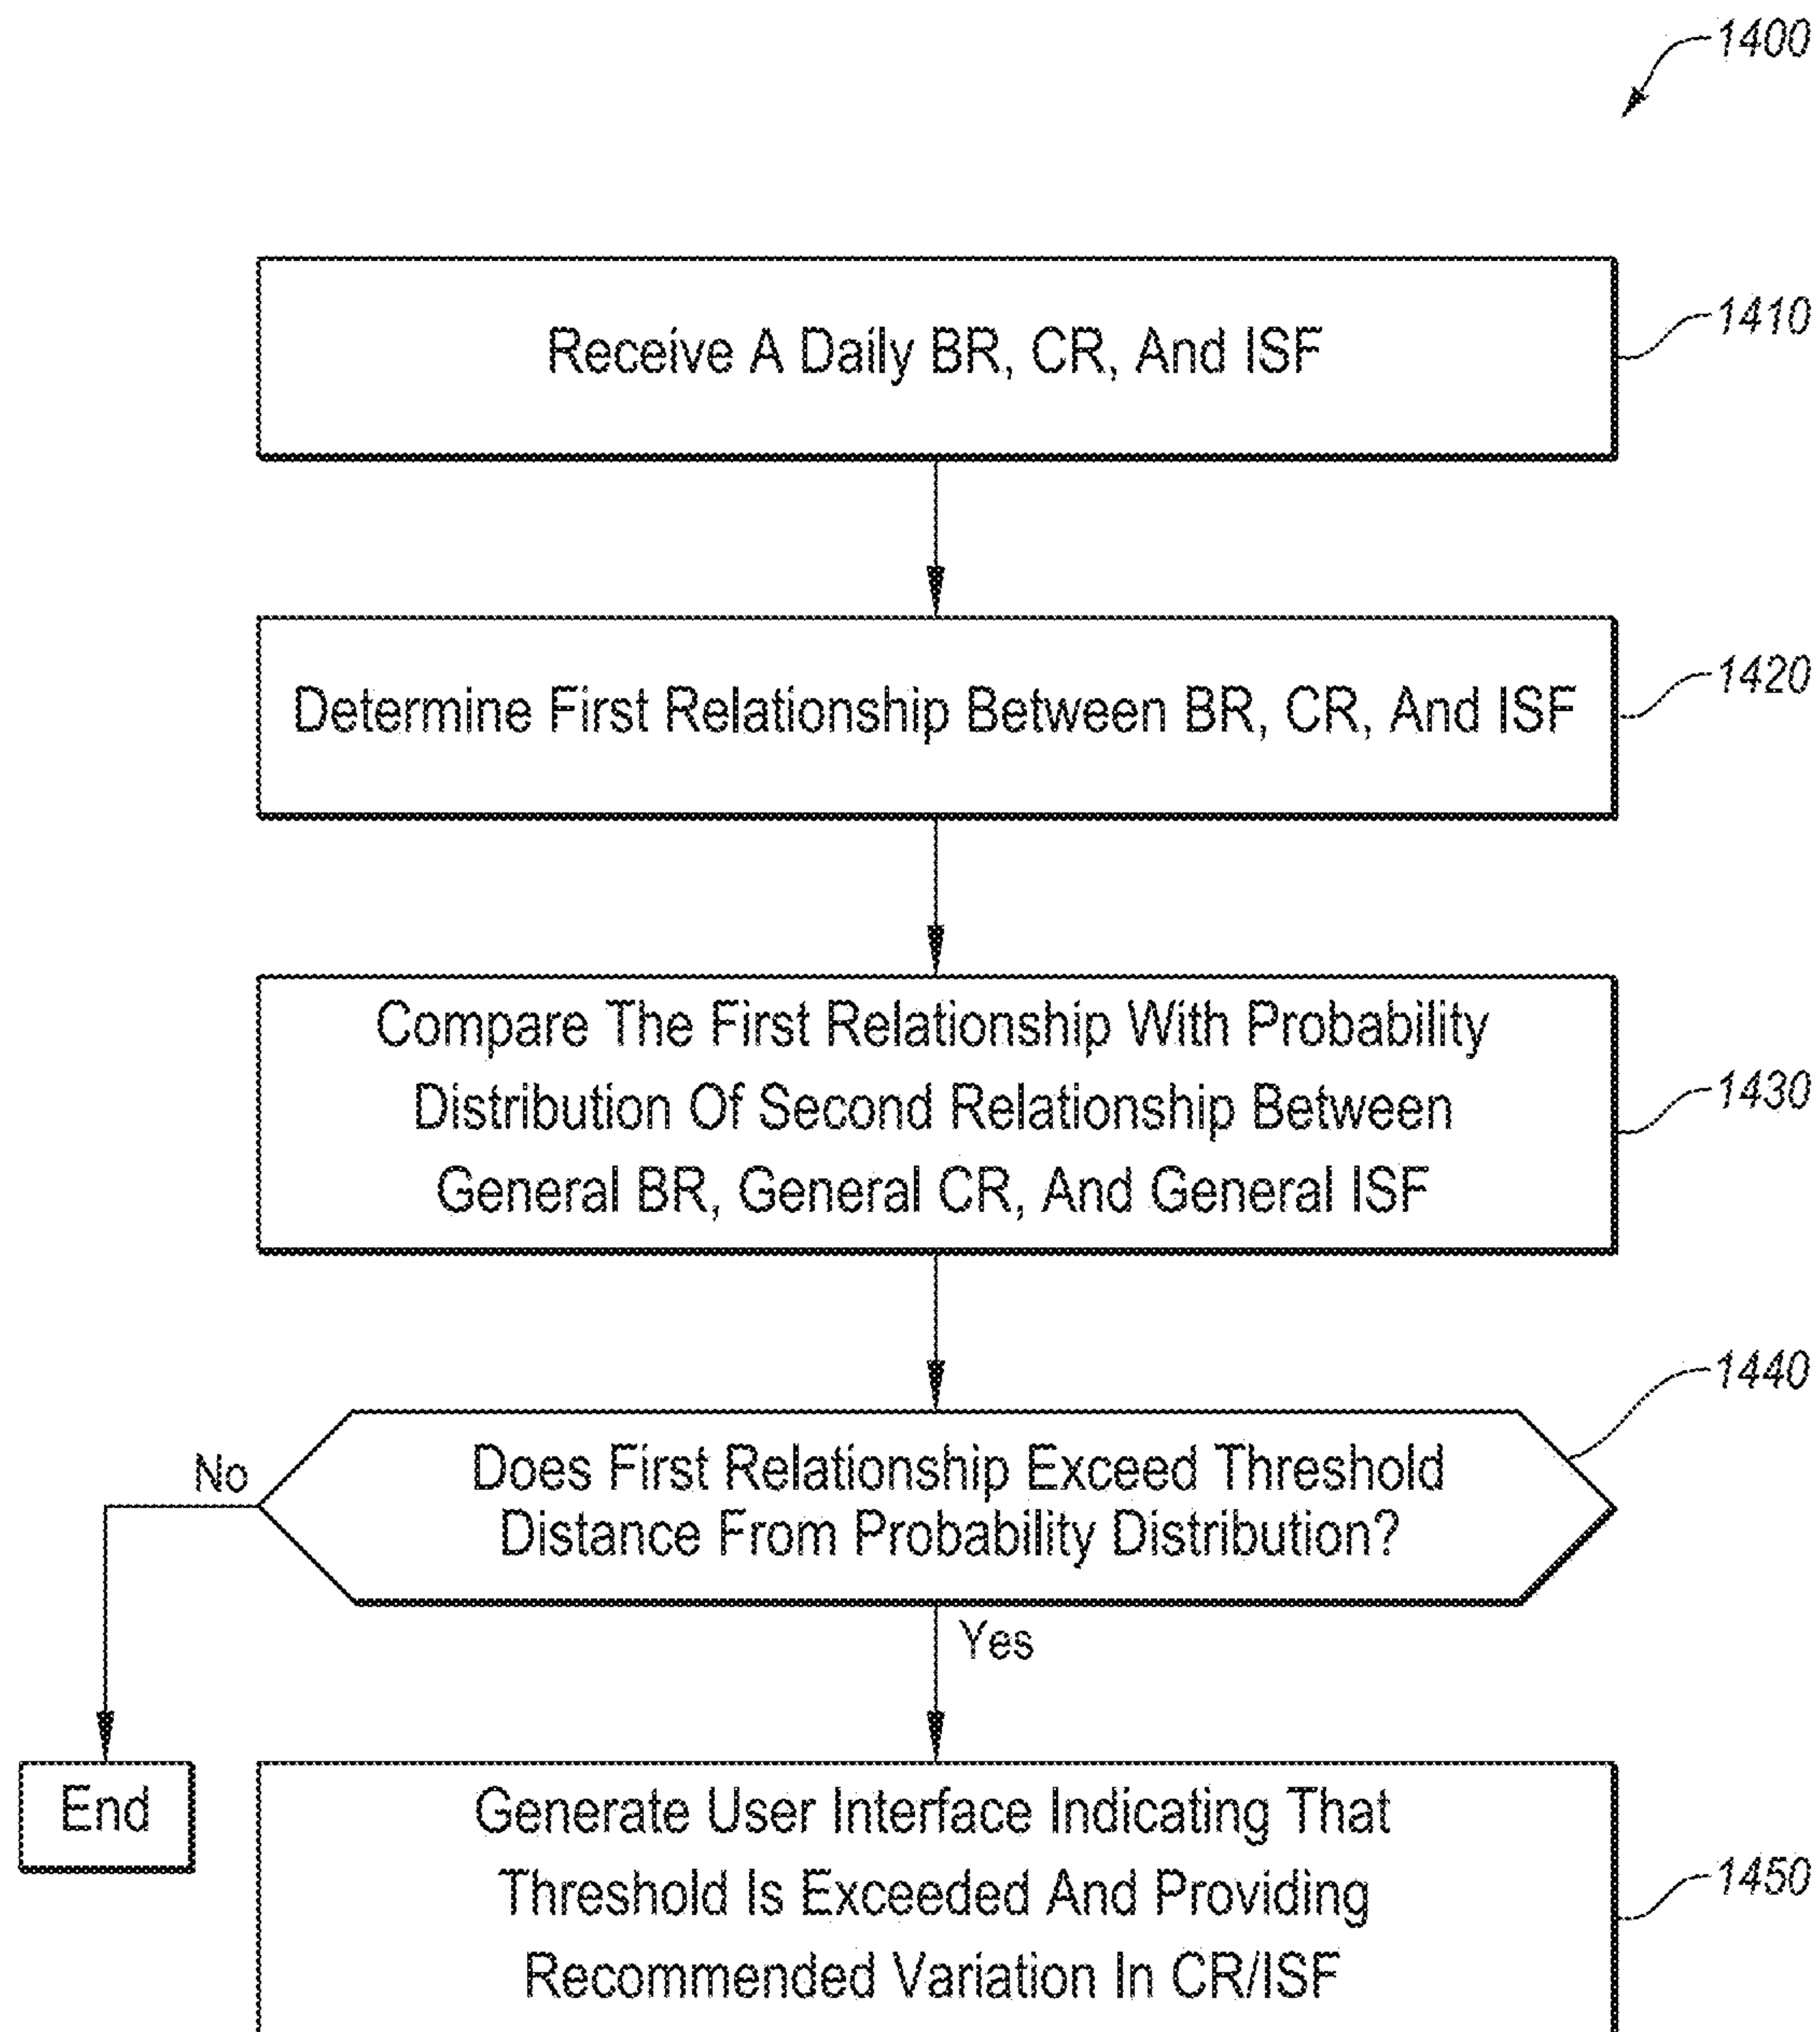 1400
Receive A Daily BR, CR, And ISF
1410
Determine First Relationship Between BR, CR, And ISF
1420
Compare The First Relationship With Probability
Distribution Of Second Relationship Between
General BR, General CR, And General ISF
1430
Does First Relationship Exceed Threshold
Distance From Probability Distribution?
1440
No
Yes
End
Generate User Interface Indicating That
Threshold Is Exceeded And Providing
Recommended Variation In CR/ISF
1450